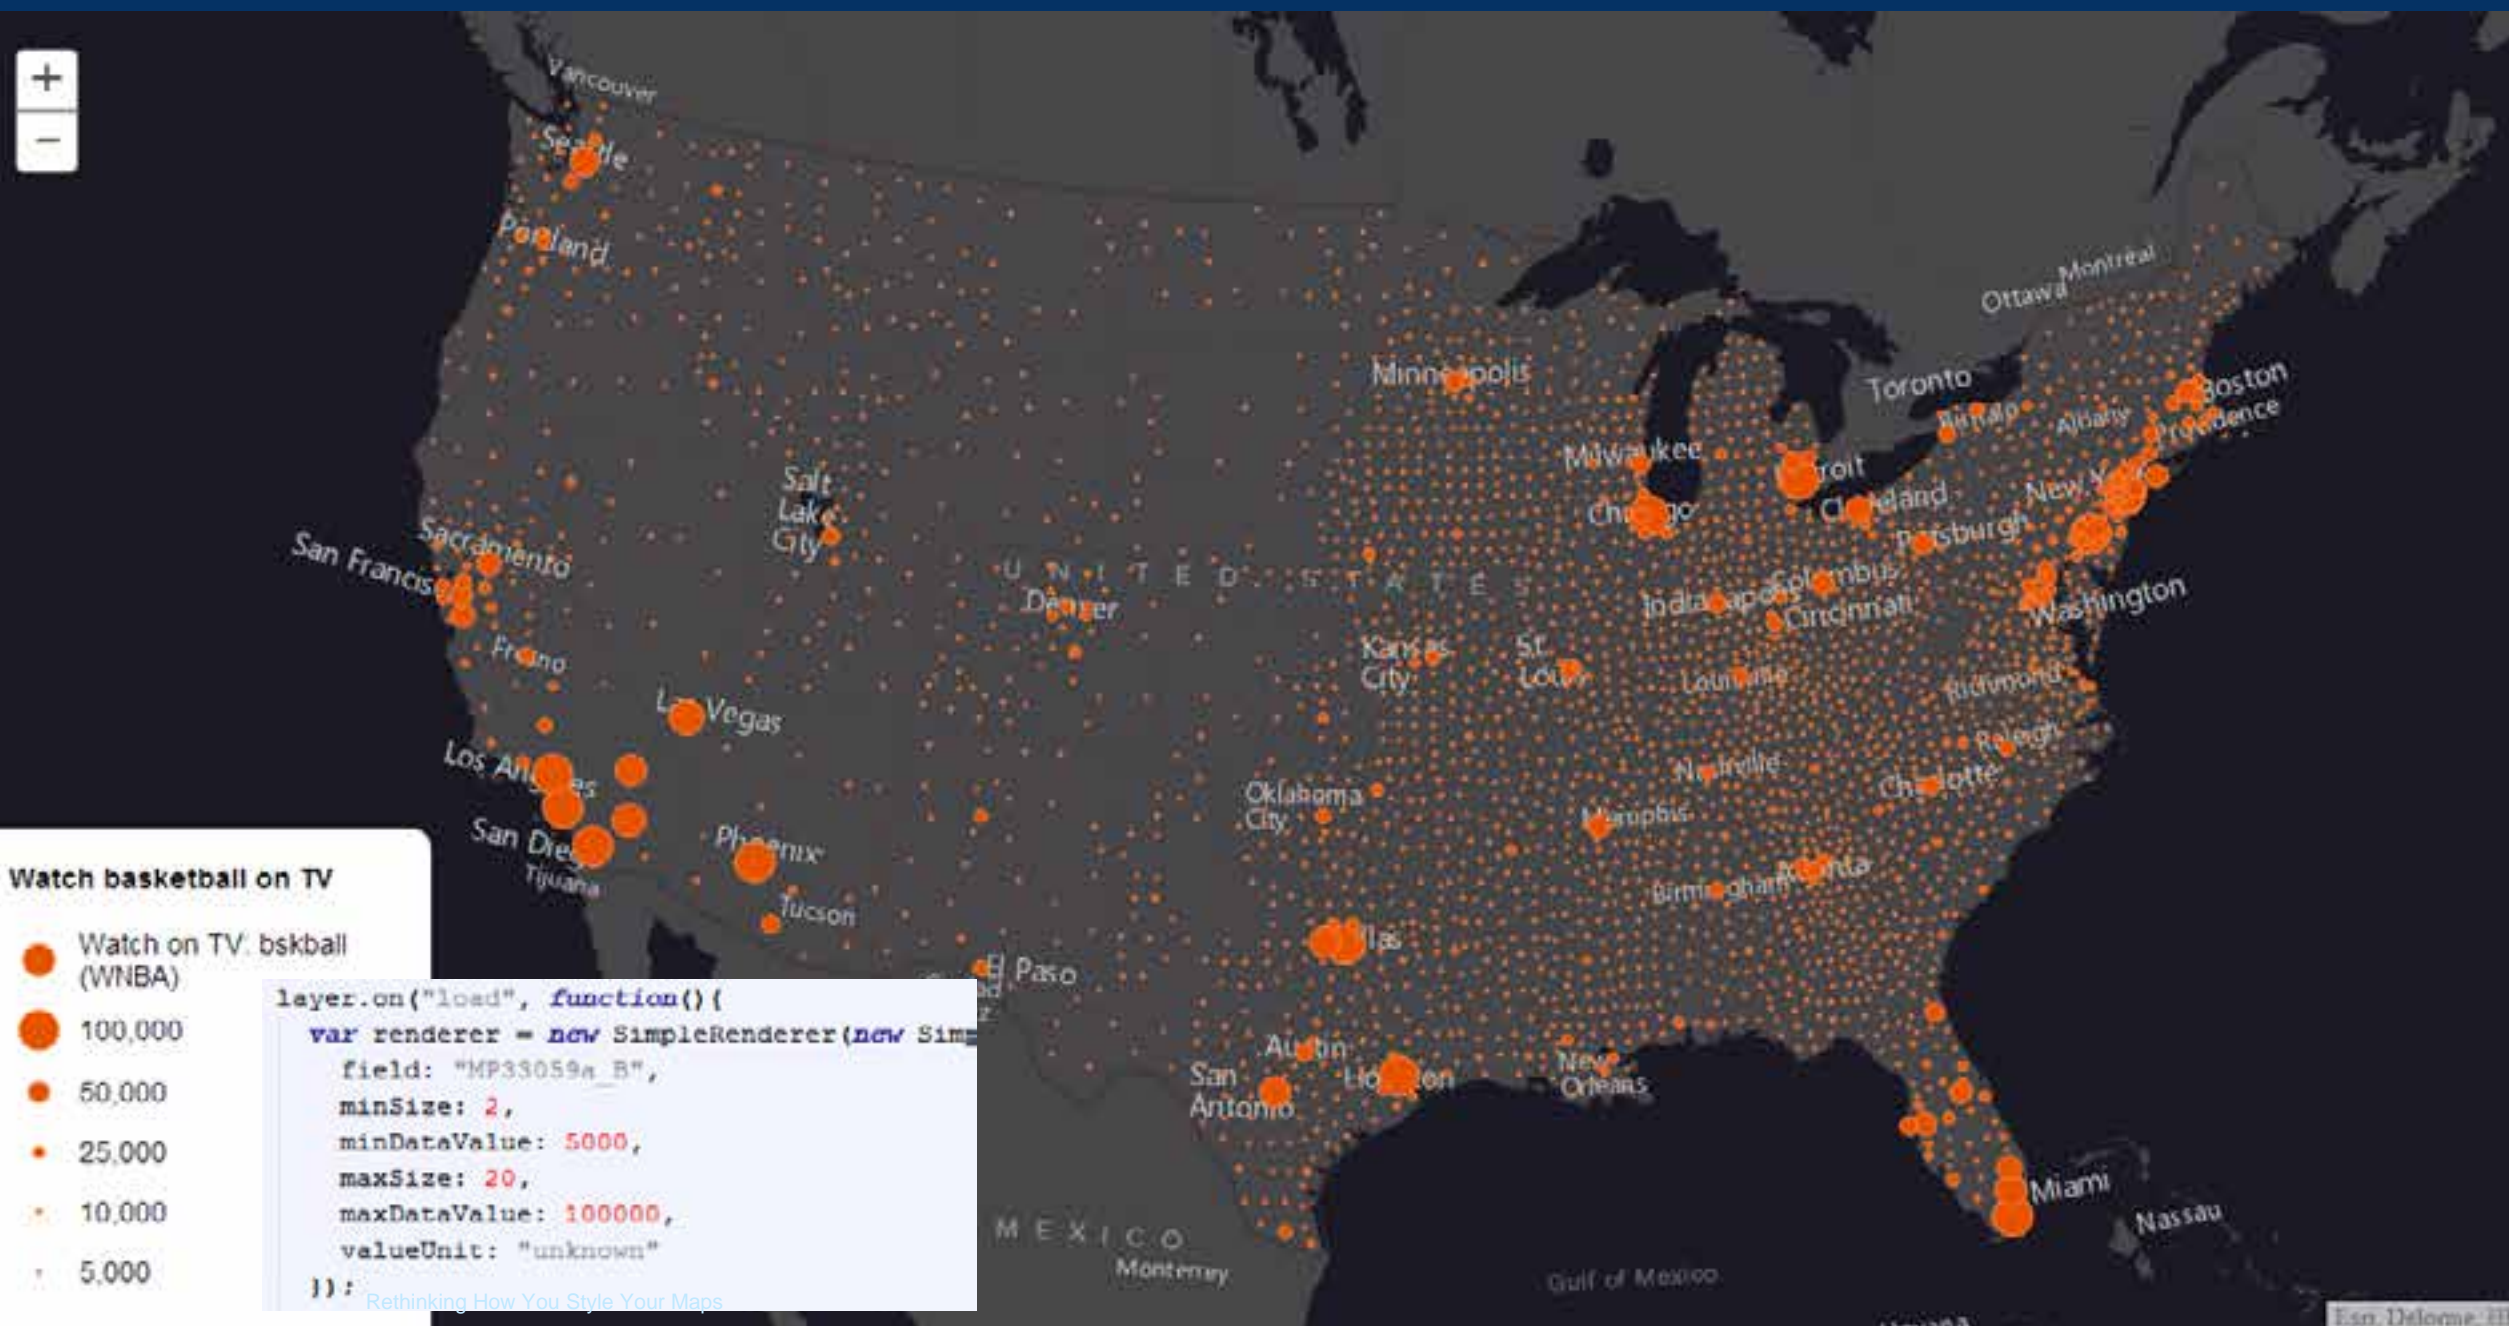 +
−
Vancouver
Seattle
Portland
Minneapolis
Ottawa
Montréal
Toronto
Buffalo
Albany
Boston
Providence
Milwaukee
Detroit
Chicago
Cleveland
New York
Pittsburgh
Salt
Lake
City
Sacramento
San Francisco
UNITED STATES
Denver
Indianapolis
Columbus
Cincinnati
Washington
Kansas
City
St.
Louis
Louisville
Richmond
Fresno
Las Vegas
Los Angeles
San Diego
Tijuana
Phoenix
Tucson
Oklahoma
City
Nashville
Memphis
Raleigh
Charlotte
Atlanta
Birmingham
Dallas
El Paso
Austin
San
Antonio
Houston
New
Orleans
Miami
Nassau
MEXICO
Monterrey
Gulf of Mexico
Watch basketball on TV
Watch on TV: bskball
(WNBA)
100,000
50,000
25,000
10,000
5,000
layer.on("load", function(){
var renderer = new SimpleRenderer(new Sim
field: "MP33059a_B",
minSize: 2,
minDataValue: 5000,
maxSize: 20,
maxDataValue: 100000,
valueUnit: "unknown"
});
Rethinking How You Style Your Maps
Esri, DeLorme,